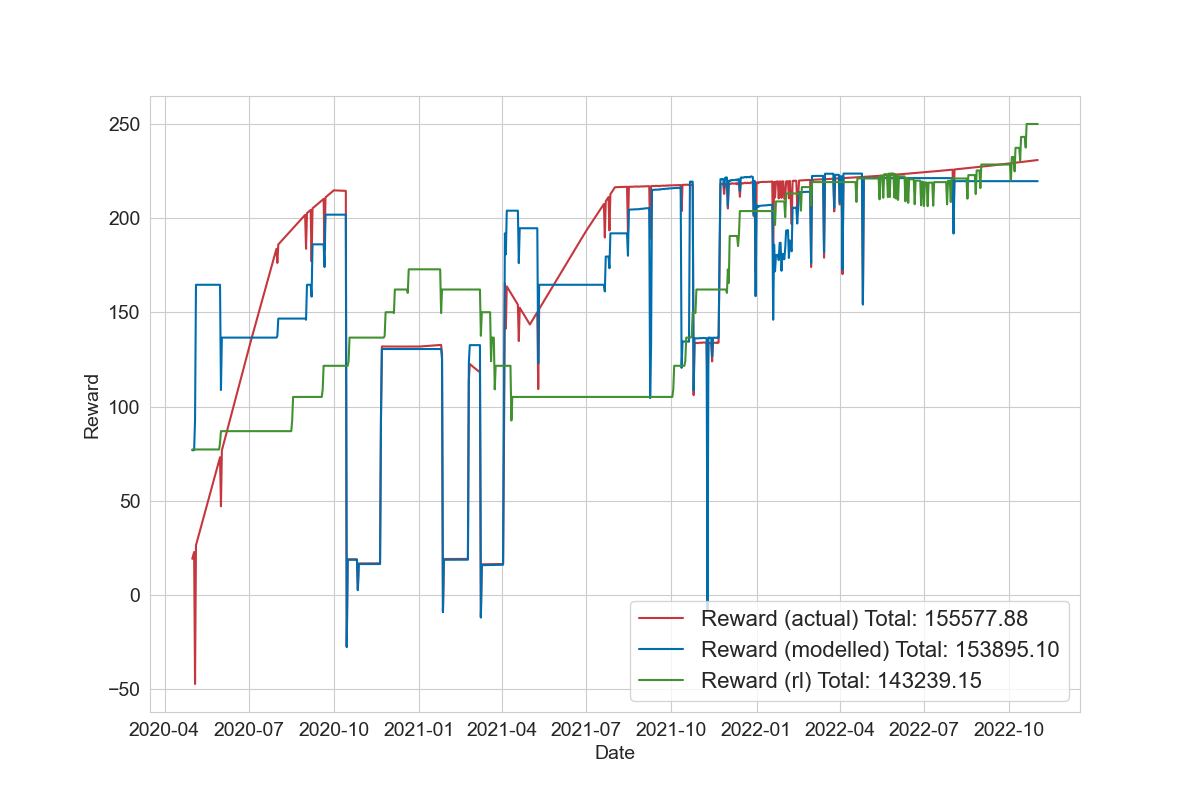 250
200
150
100
50
0
−50
Reward
2020-04 2020-07 2020-10 2021-01 2021-04 2021-07 2021-10 2022-01 2022-04 2022-07 2022-10
Date
Reward (actual) Total: 155577.88
Reward (modelled) Total: 153895.10
Reward (rl) Total: 143239.15